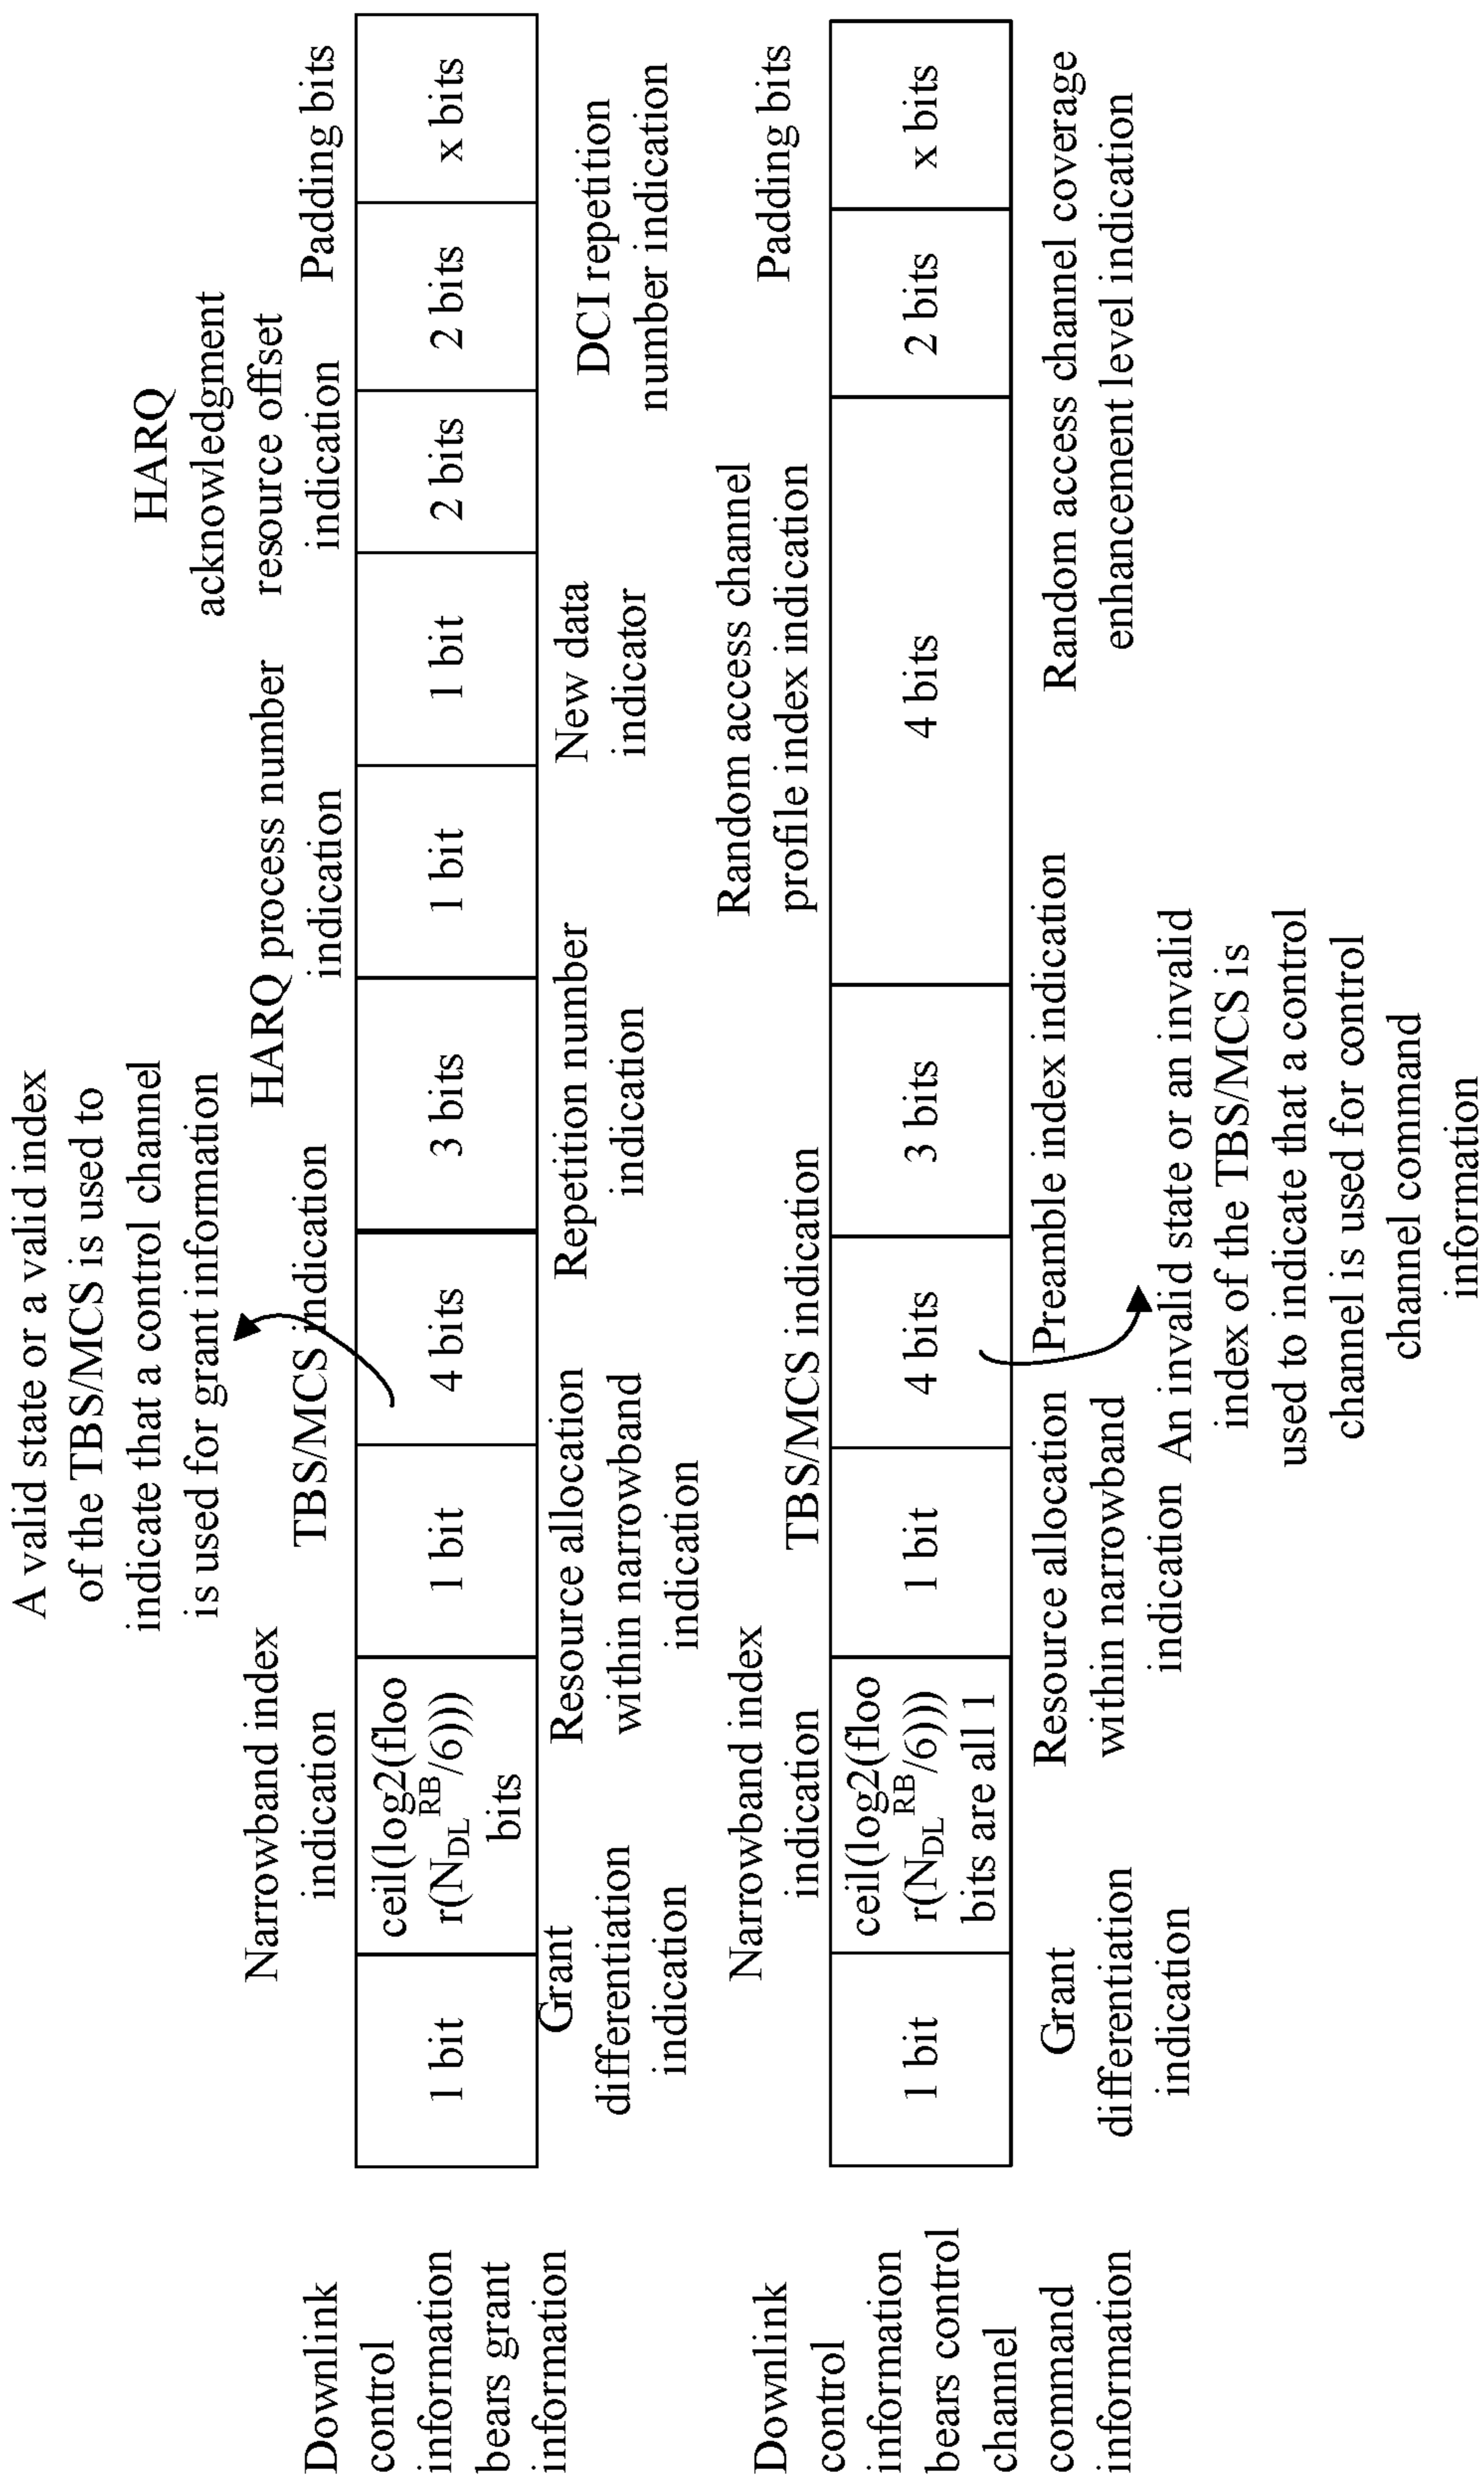 A valid state or a valid index
of the TBS/MCS is used to
indicate that a control channel
is used for grant information
HARQ
acknowledgment
resource offset
indication
Narrowband index
indication
TBS/MCS indication
HARQ process number
indication
Padding bits
Downlink
control
information
bears grant
information
1 bit
ceil(log2(floo
r(N_DL^RB/6)))
bits
1 bit
4 bits
3 bits
1 bit
1 bit
2 bits
2 bits
x bits
Grant
differentiation
indication
Resource allocation
within narrowband
indication
Repetition number
indication
New data
indicator
DCI repetition
number indication
Narrowband index
indication
TBS/MCS indication
Random access channel
profile index indication
Padding bits
Downlink
control
information
bears control
channel
command
information
1 bit
ceil(log2(floo
r(N_DL^RB/6)))
bits are all 1
1 bit
4 bits
3 bits
4 bits
2 bits
x bits
Grant
differentiation
indication
Resource allocation
within narrowband
indication
Preamble index indication
Random access channel coverage
enhancement level indication
An invalid state or an invalid
index of the TBS/MCS is
used to indicate that a control
channel is used for control
channel command
information